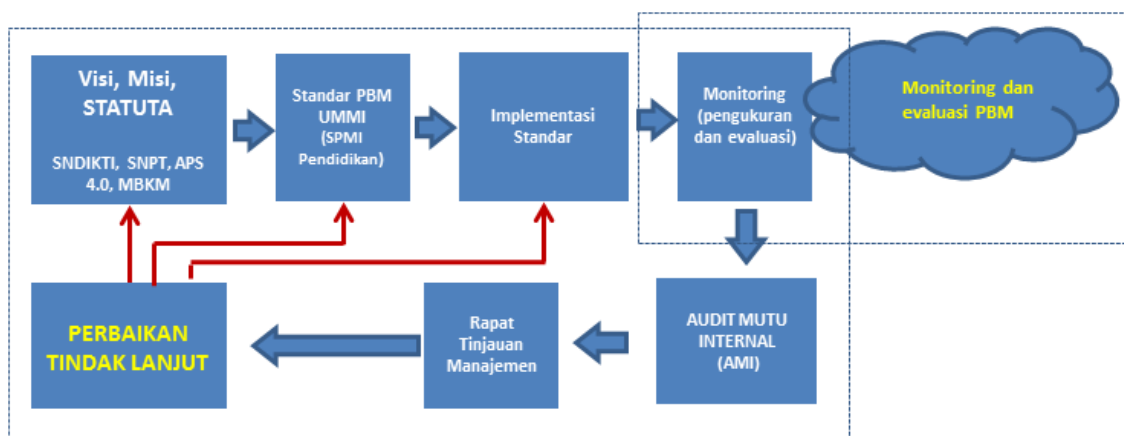 Visi, Misi,
STATUTA
SNDIKTI, SNPT, APS
4.0, MBKM
Standar PBM
UMMI
(SPMI
Pendidikan)
Implementasi
Standar
Monitoring
(pengukuran
dan evaluasi)
Monitoring dan
evaluasi PBM
PERBAIKAN
TINDAK LANJUT
Rapat
Tinjauan
Manajemen
AUDIT MUTU
INTERNAL
(AMI)